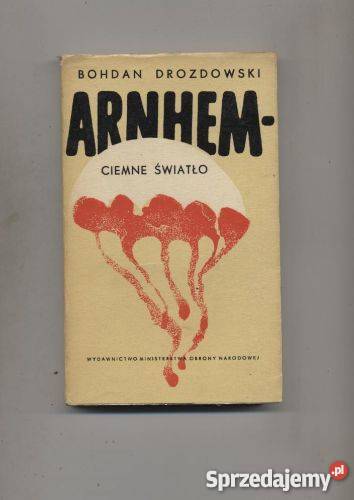 BOHDAN DROZDOWSKI
ARNHEM-
CIEMNE ŚWIATŁO
WYDAWNICTWO MINISTERSTWA OBRONY NARODOWEJ
Sprzedajemy.pl